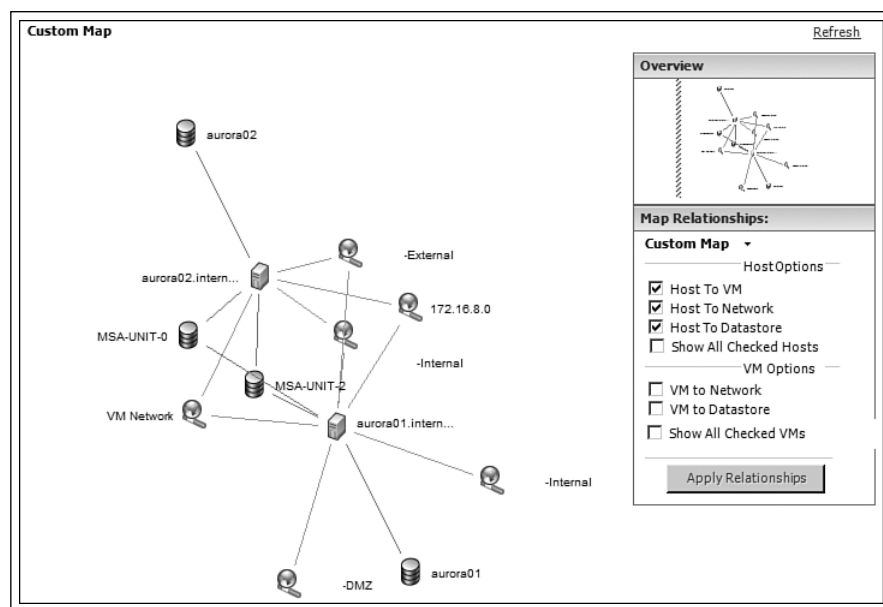 Custom Map
Refresh
Overview
aurora02
-External
aurora02.intern...
172.16.8.0
MSA-UNIT-0
-Internal
MSA-UNIT-2
VM Network
aurora01.intern...
-Internal
-DMZ
aurora01
Map Relationships:
Custom Map
Host Options
Host To VM
Host To Network
Host To Datastore
Show All Checked Hosts
VM Options
VM to Network
VM to Datastore
Show All Checked VMs
Apply Relationships